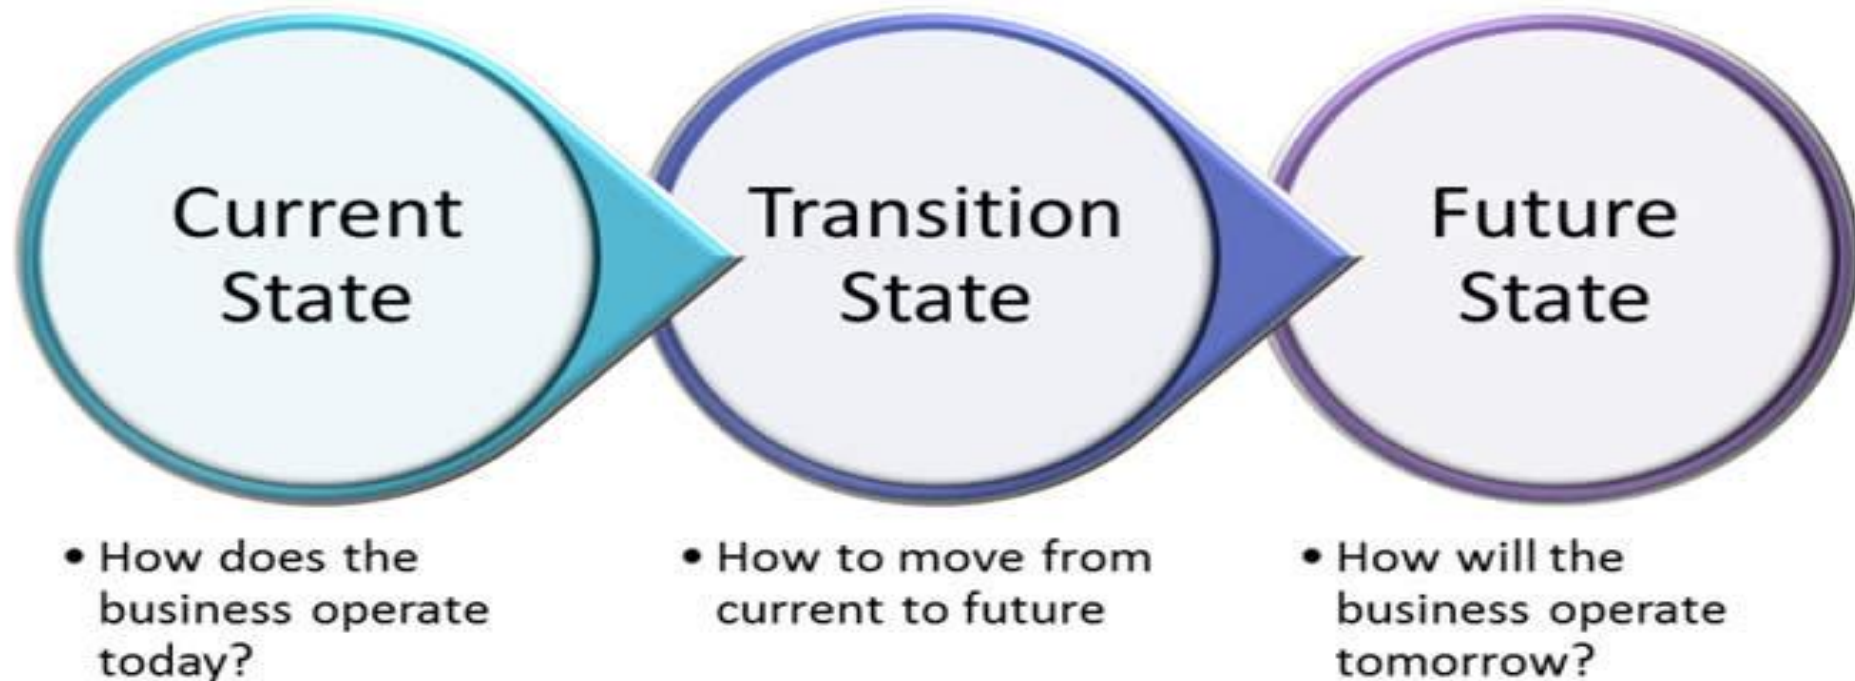 Current
State
Transition
State
Future
State
• How does the
business operate
today?
• How to move from
current to future
• How will the
business operate
tomorrow?